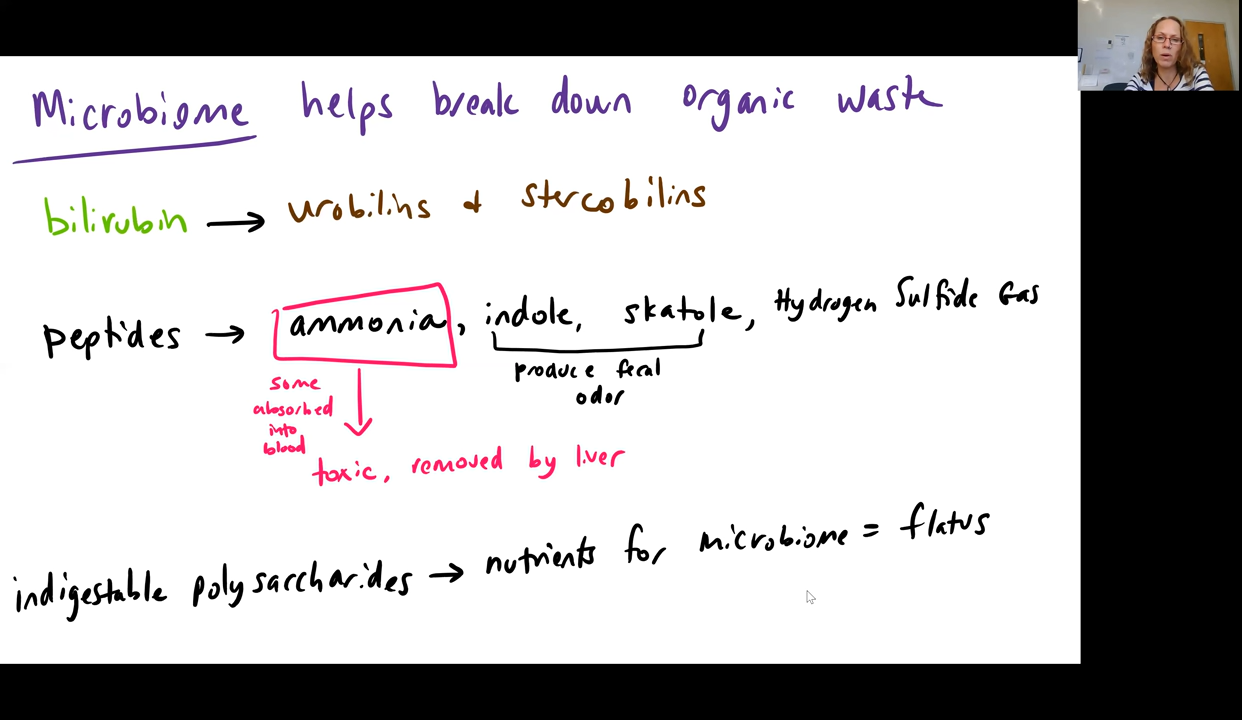 Microbiome helps break down organic waste
bilirubin → urobilins + stercobilins
peptides → ammonia, indole, skatole, Hydrogen Sulfide Gas
produce fecal
odor
some
absorbed
into
blood
toxic, removed by liver
indigestable polysaccharides → nutrients for microbiome = flatus